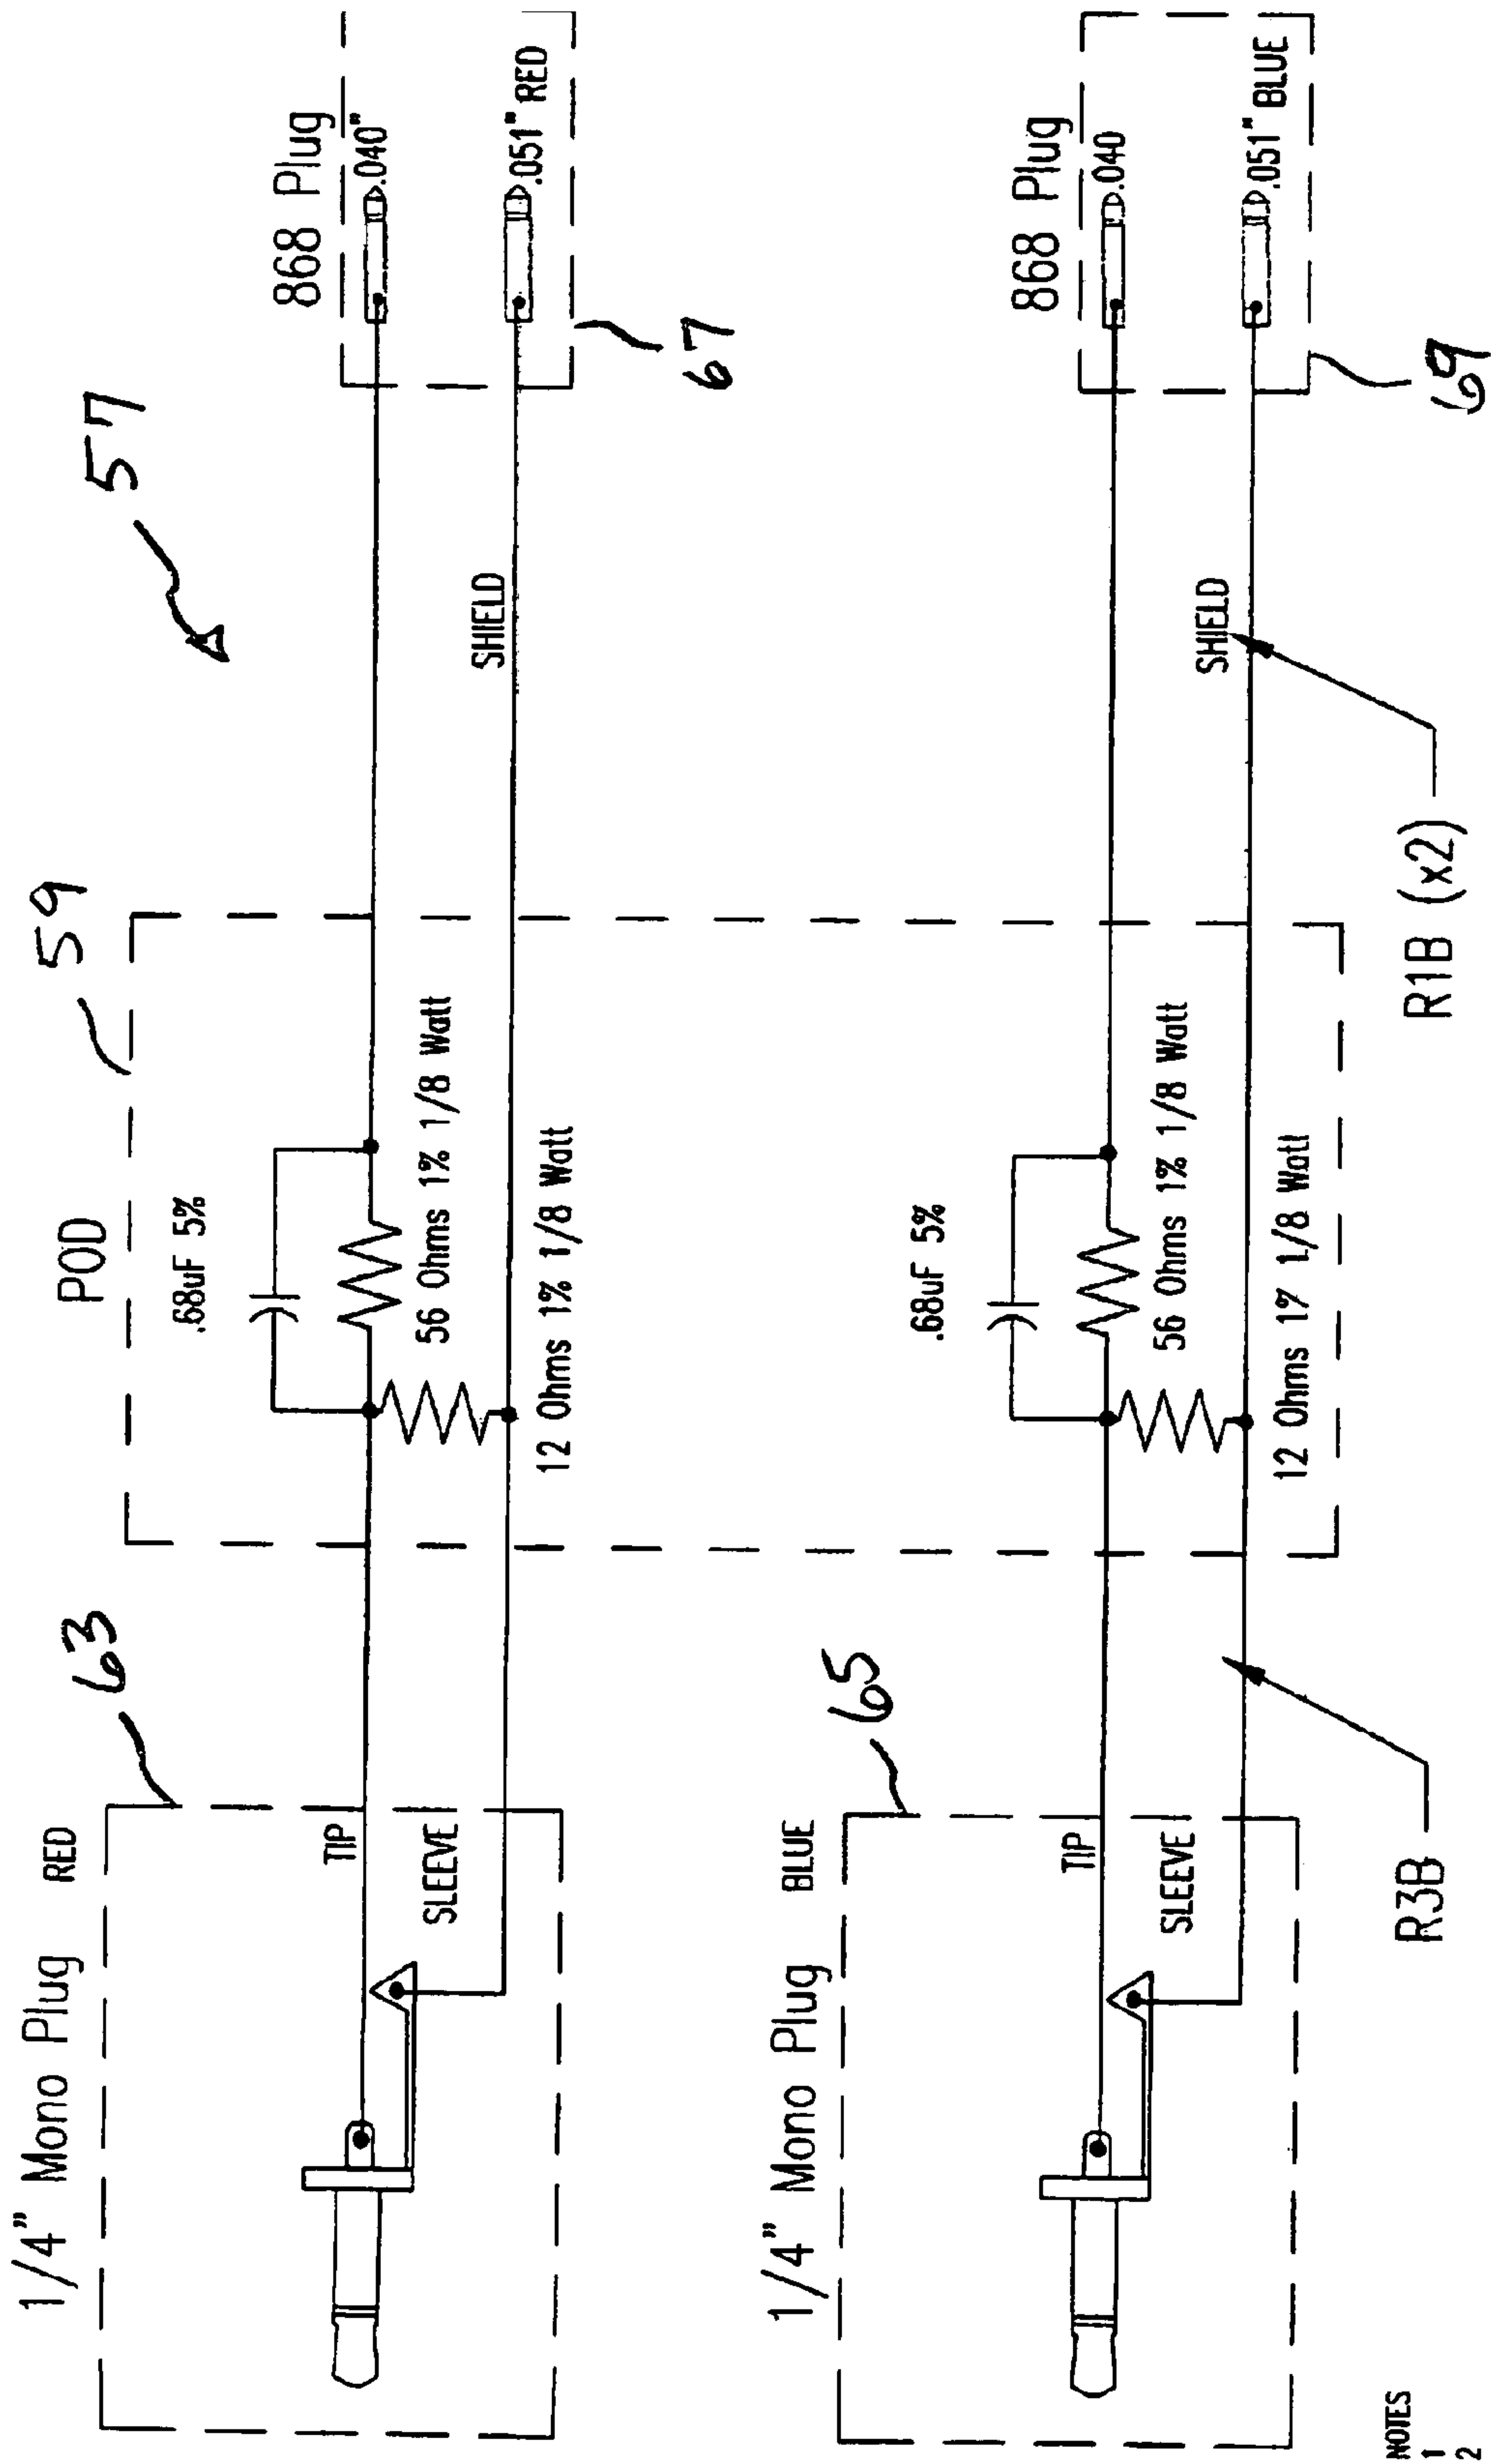 57
59
POD
63
1/4" Mono Plug RED
TIP
SLEEVE
.68uF 5%
56 Ohms 1% 1/8 Watt
12 Ohms 1% 1/8 Watt
SHIELD
868 Plug
.040"
.051" RED
67
65
1/4" Mono Plug BLUE
TIP
SLEEVE
.68uF 5%
56 Ohms 1% 1/8 Watt
12 Ohms 1% 1/8 Watt
SHIELD
868 Plug
.040
.051" BLUE
69
R3B
R1B (x2)
NOTES
1
2